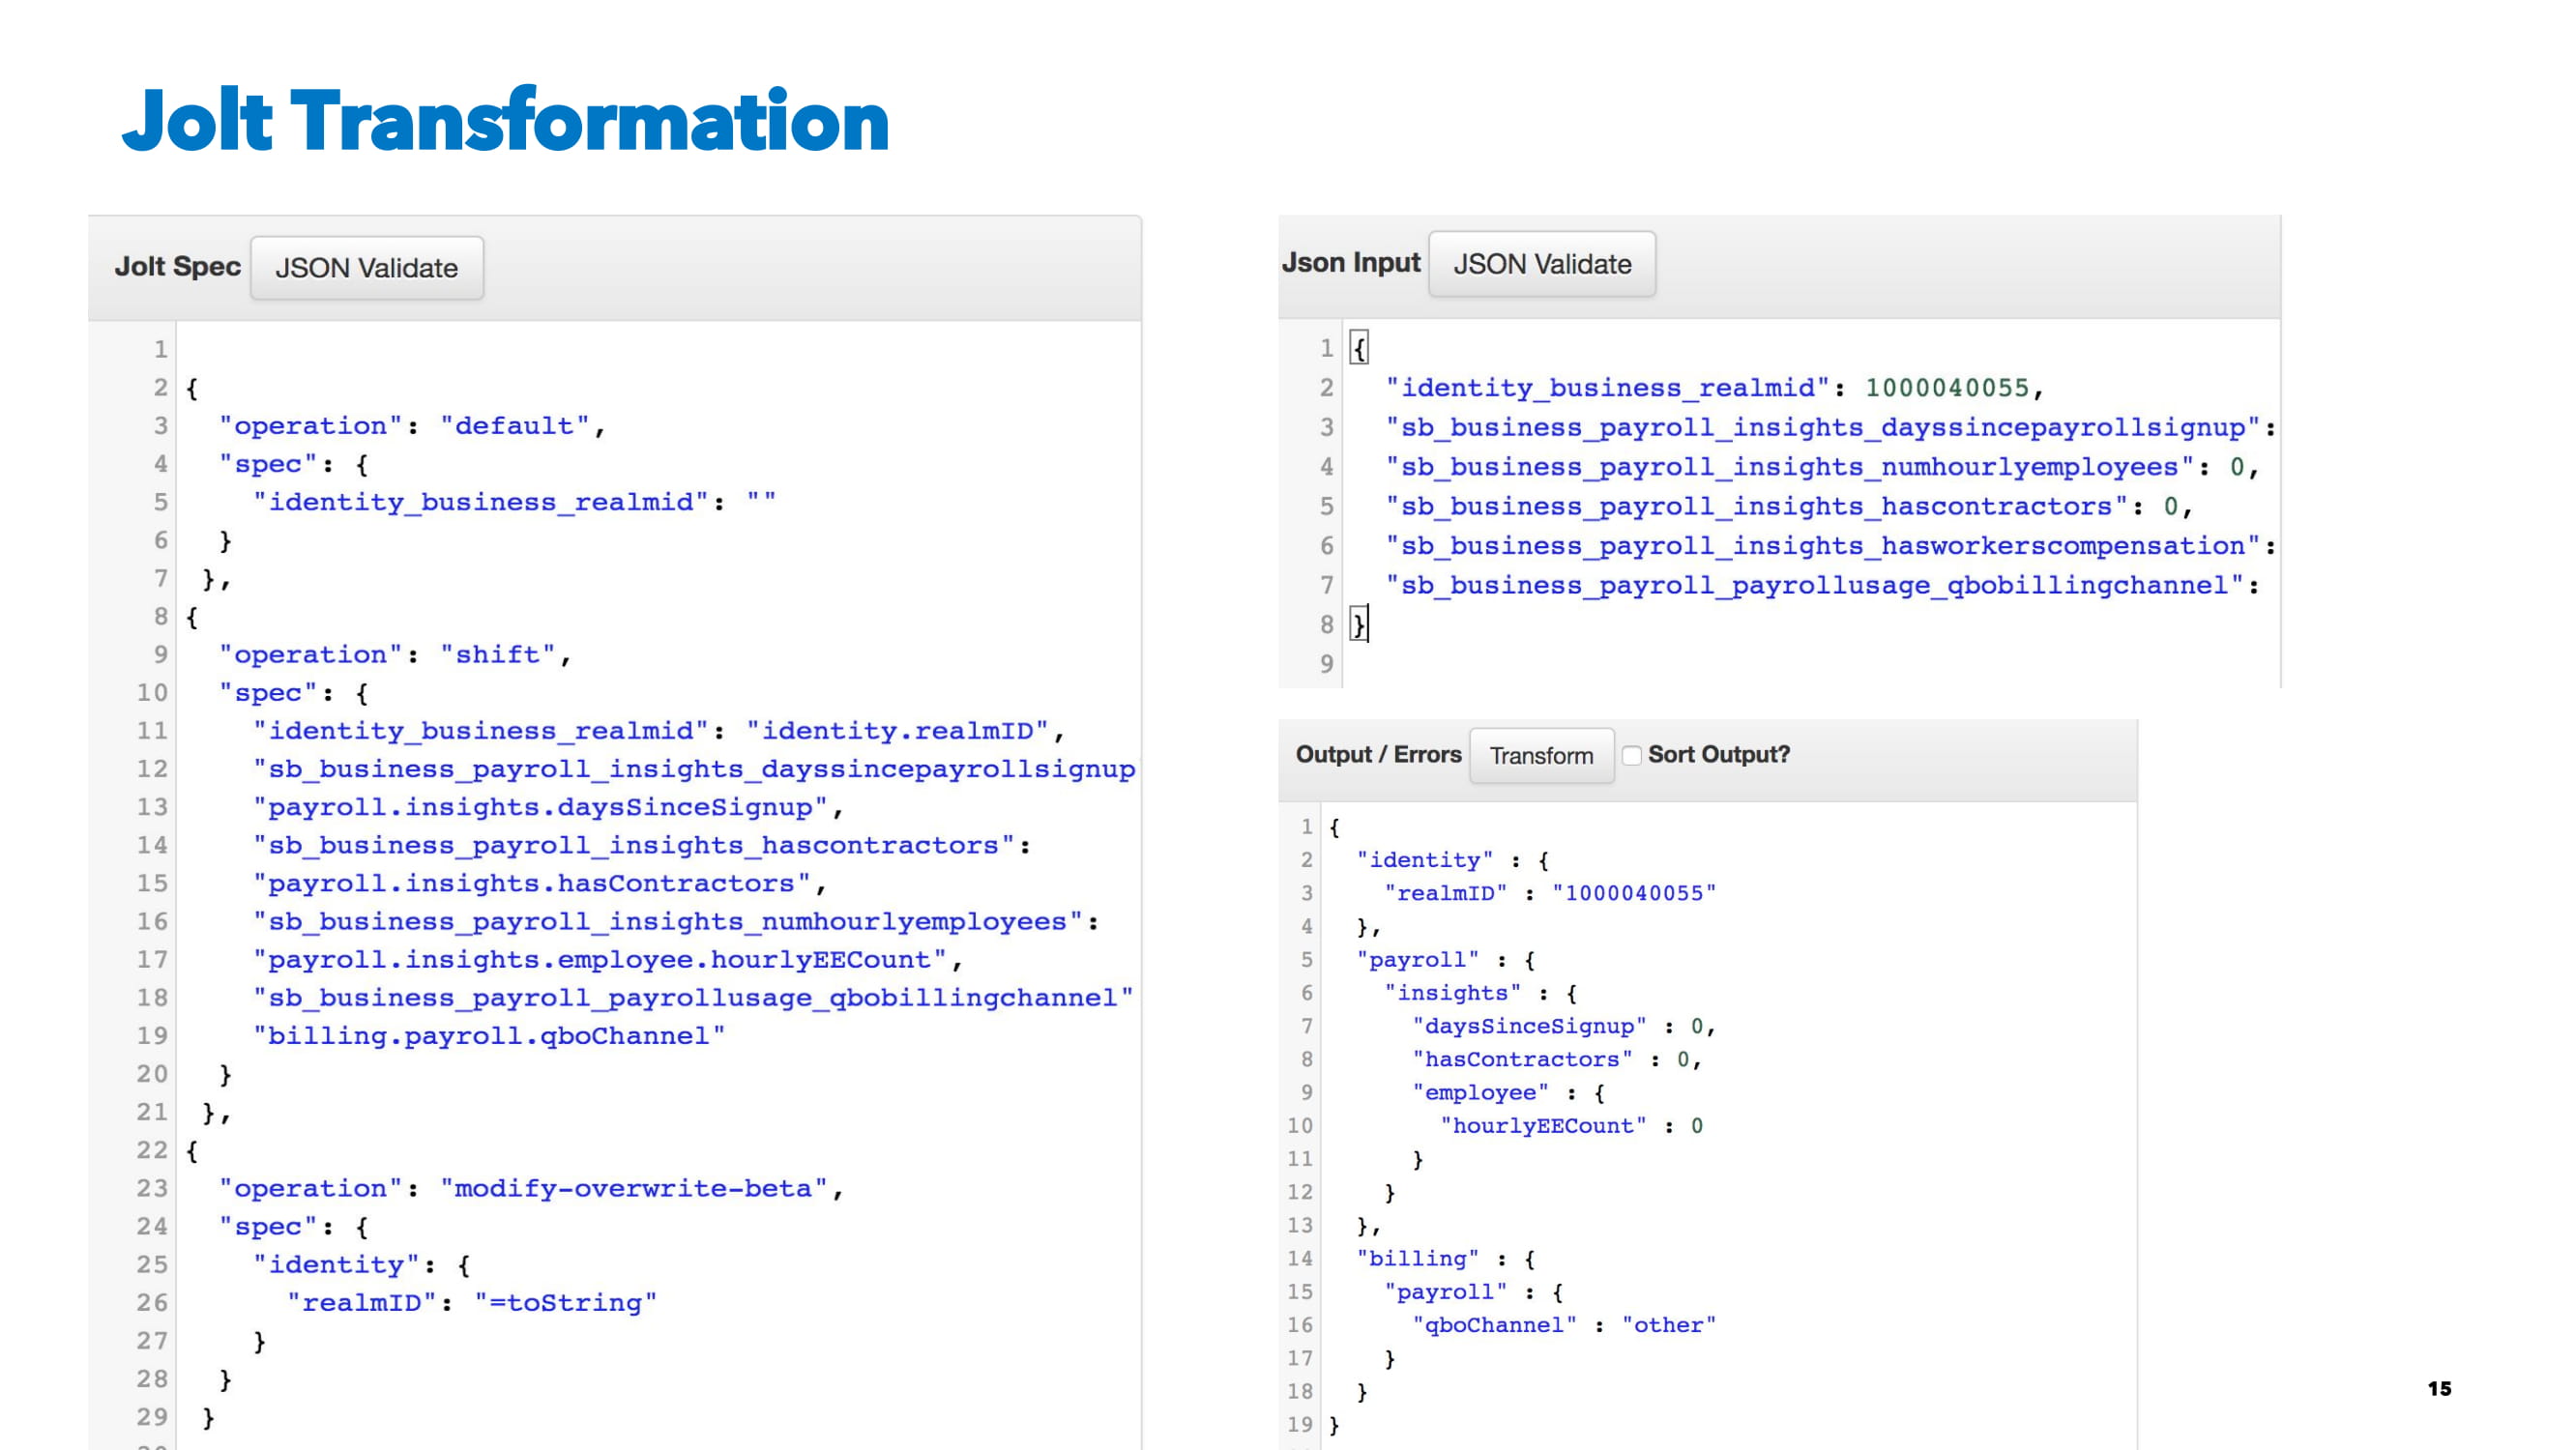 Jolt Transformation
Jolt Spec JSON Validate
1
2 {
3 "operation": "default",
4 "spec": {
5 "identity_business_realmid": ""
6 }
7 },
8 {
9 "operation": "shift",
10 "spec": {
11 "identity_business_realmid": "identity.realmID",
12 "sb_business_payroll_insights_dayssincepayrollsignup
13 "payroll.insights.daysSinceSignup",
14 "sb_business_payroll_insights_hascontractors":
15 "payroll.insights.hasContractors",
16 "sb_business_payroll_insights_numhourlyemployees":
17 "payroll.insights.employee.hourlyEECount",
18 "sb_business_payroll_payrollusage_qbobillingchannel"
19 "billing.payroll.qboChannel"
20 }
21 },
22 {
23 "operation": "modify-overwrite-beta",
24 "spec": {
25 "identity": {
26 "realmID": "=toString"
27 }
28 }
29 }
Json Input JSON Validate
1 {
2 "identity_business_realmid": 1000040055,
3 "sb_business_payroll_insights_dayssincepayrollsignup":
4 "sb_business_payroll_insights_numhourlyemployees": 0,
5 "sb_business_payroll_insights_hascontractors": 0,
6 "sb_business_payroll_insights_hasworkerscompensation":
7 "sb_business_payroll_payrollusage_qbobillingchannel":
8 }
9
Output / Errors Transform Sort Output?
1 {
2 "identity" : {
3 "realmID" : "1000040055"
4 },
5 "payroll" : {
6 "insights" : {
7 "daysSinceSignup" : 0,
8 "hasContractors" : 0,
9 "employee" : {
10 "hourlyEECount" : 0
11 }
12 }
13 },
14 "billing" : {
15 "payroll" : {
16 "qboChannel" : "other"
17 }
18 }
19 }
15